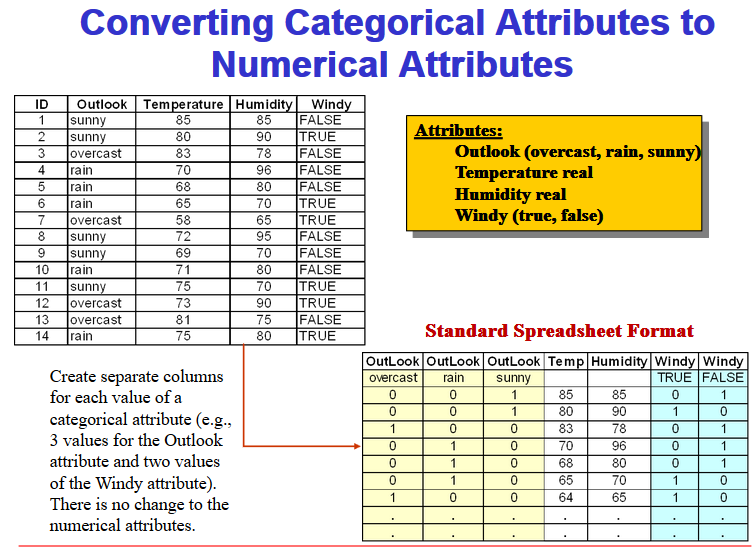 Converting Categorical Attributes to
Numerical Attributes
ID Outlook Temperature Humidity Windy
1 sunny 85 85 FALSE
2 sunny 80 90 TRUE
3 overcast 83 78 FALSE
4 rain 70 96 FALSE
5 rain 68 80 FALSE
6 rain 65 70 TRUE
7 overcast 58 65 TRUE
8 sunny 72 95 FALSE
9 sunny 69 70 FALSE
10 rain 71 80 FALSE
11 sunny 75 70 TRUE
12 overcast 73 90 TRUE
13 overcast 81 75 FALSE
14 rain 75 80 TRUE
Attributes:
Outlook (overcast, rain, sunny)
Temperature real
Humidity real
Windy (true, false)
Create separate columns
for each value of a
categorical attribute (e.g.,
3 values for the Outlook
attribute and two values
of the Windy attribute).
There is no change to the
numerical attributes.
Standard Spreadsheet Format
OutLook OutLook OutLook Temp Humidity Windy Windy
overcast rain sunny TRUE FALSE
0 0 1 85 85 0 1
0 0 1 80 90 1 0
1 0 0 83 78 0 1
0 1 0 70 96 0 1
0 1 0 68 80 0 1
0 1 0 65 70 1 0
1 0 0 64 65 1 0
. . . . . . .
. . . . . . .